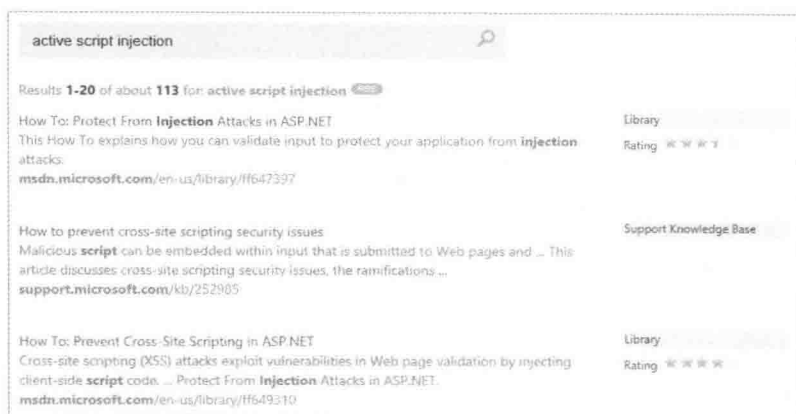 active script injection
Results 1-20 of about 113 for: active script injection RSS
How To: Protect From Injection Attacks in ASP.NET
Library
This How To explains how you can validate input to protect your application from injection
Rating
attacks.
msdn.microsoft.com/en-us/library/ff647397
How to prevent cross-site scripting security issues
Support Knowledge Base
Malicious script can be embedded within input that is submitted to Web pages and ... This
article discusses cross-site scripting security issues, the ramifications ...
support.microsoft.com/kb/252985
How To: Prevent Cross-Site Scripting in ASP.NET
Library
Cross-site scripting (XSS) attacks exploit vulnerabilities in Web page validation by injecting
Rating
client-side script code. ... Protect From Injection Attacks in ASP.NET.
msdn.microsoft.com/en-us/library/ff649310